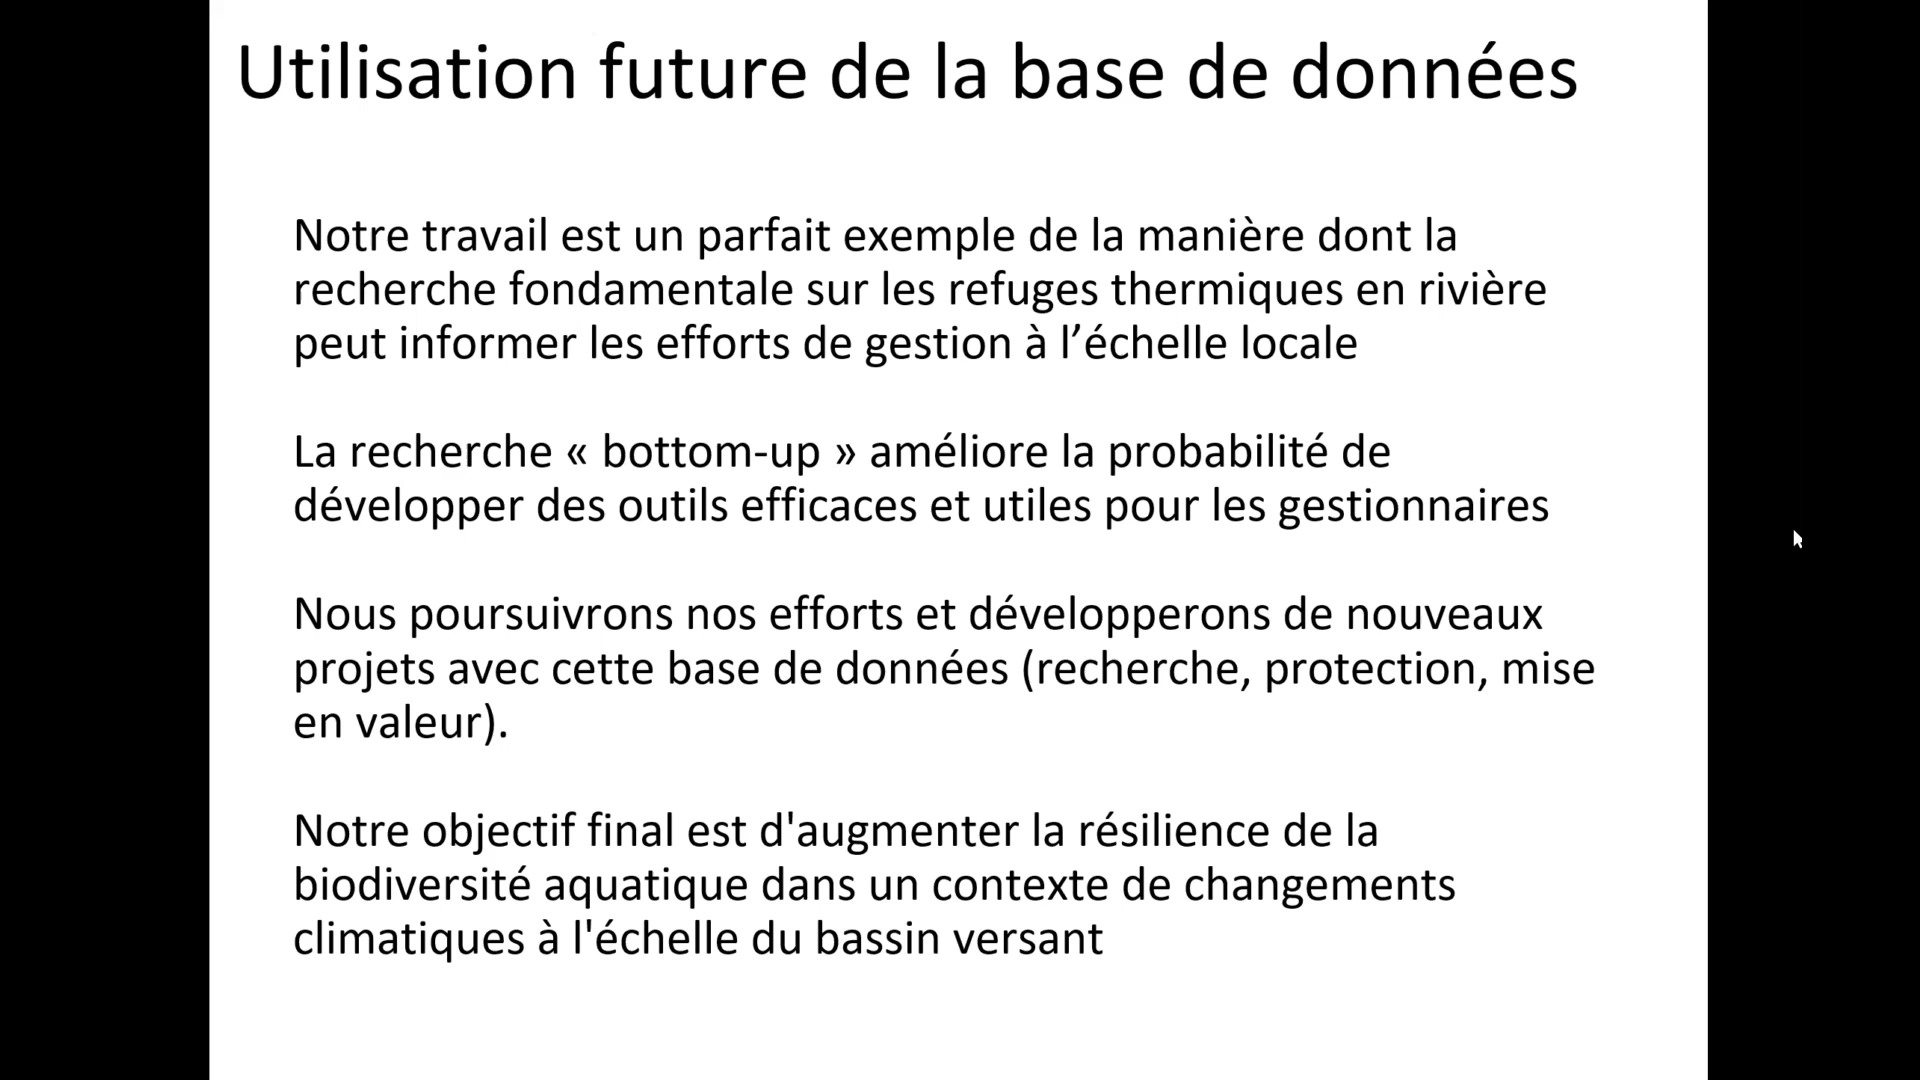 Utilisation future de la base de données
Notre travail est un parfait exemple de la manière dont la
recherche fondamentale sur les refuges thermiques en rivière
peut informer les efforts de gestion à l’échelle locale
La recherche « bottom-up » améliore la probabilité de
développer des outils efficaces et utiles pour les gestionnaires
Nous poursuivrons nos efforts et développerons de nouveaux
projets avec cette base de données (recherche, protection, mise
en valeur).
Notre objectif final est d'augmenter la résilience de la
biodiversité aquatique dans un contexte de changements
climatiques à l'échelle du bassin versant